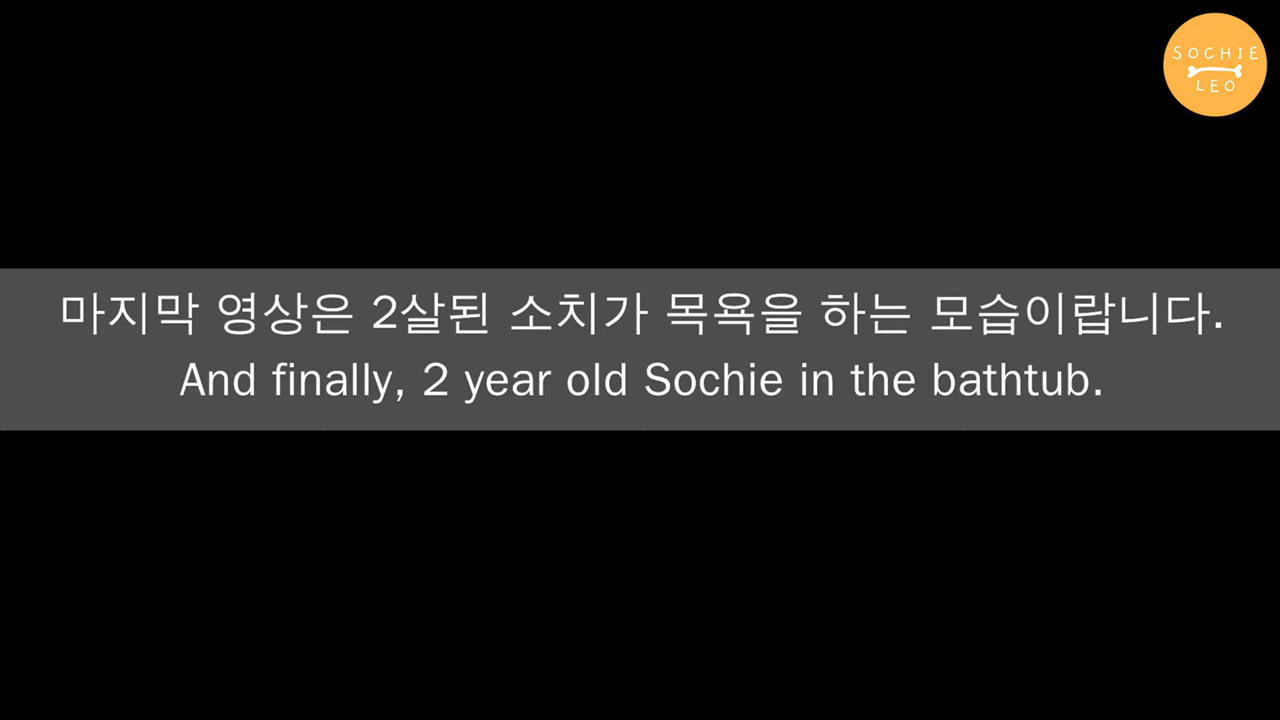 SOCHIE
LEO
마지막 영상은 2살된 소치가 목욕을 하는 모습이랍니다.
And finally, 2 year old Sochie in the bathtub.